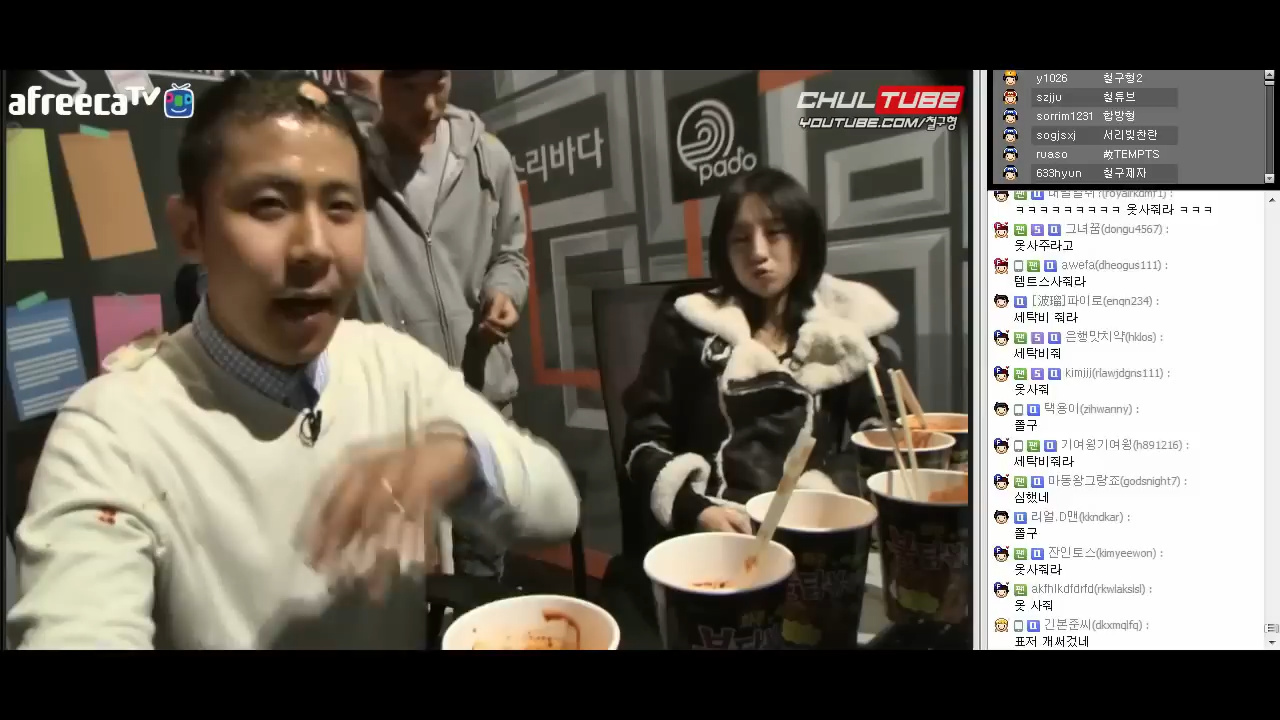 afreecaTV
CHULTUBE
YOUTUBE.COM/철구형
소리바다
pado
y1026 철구형2
szjju 철튜브
sorrim1231 한방형
sogjsxj 서리빛찬란
ruaso 故TEMPTS
633hyun 철구제자
ㅋㅋㅋㅋㅋㅋㅋㅋㅋ 옷사줘라 ㅋㅋㅋ
그녀꿈(dongu4567) :
옷사주라고
awefa(dheogus111) :
템트스사줘라
[波瑠]파이로(enqn234) :
세탁비 줘라
은행맛치약(hklos) :
세탁비줘
kimjjj(rlawjdgns111) :
옷사줘
택용이(zihwanny) :
쫄구
기여웡기여웡(h891216) :
세탁비줘라
마동왕그랑죠(godsnight7) :
심했네
리얼.D맨(kkndkar) :
쫄구
잔인토스(kimyeewon) :
옷사줘라
akfhlkdfdrfd(rkwlakslsl) :
옷 사줘
긴본준씨(dkxmqlfq) :
표저 개써겄네